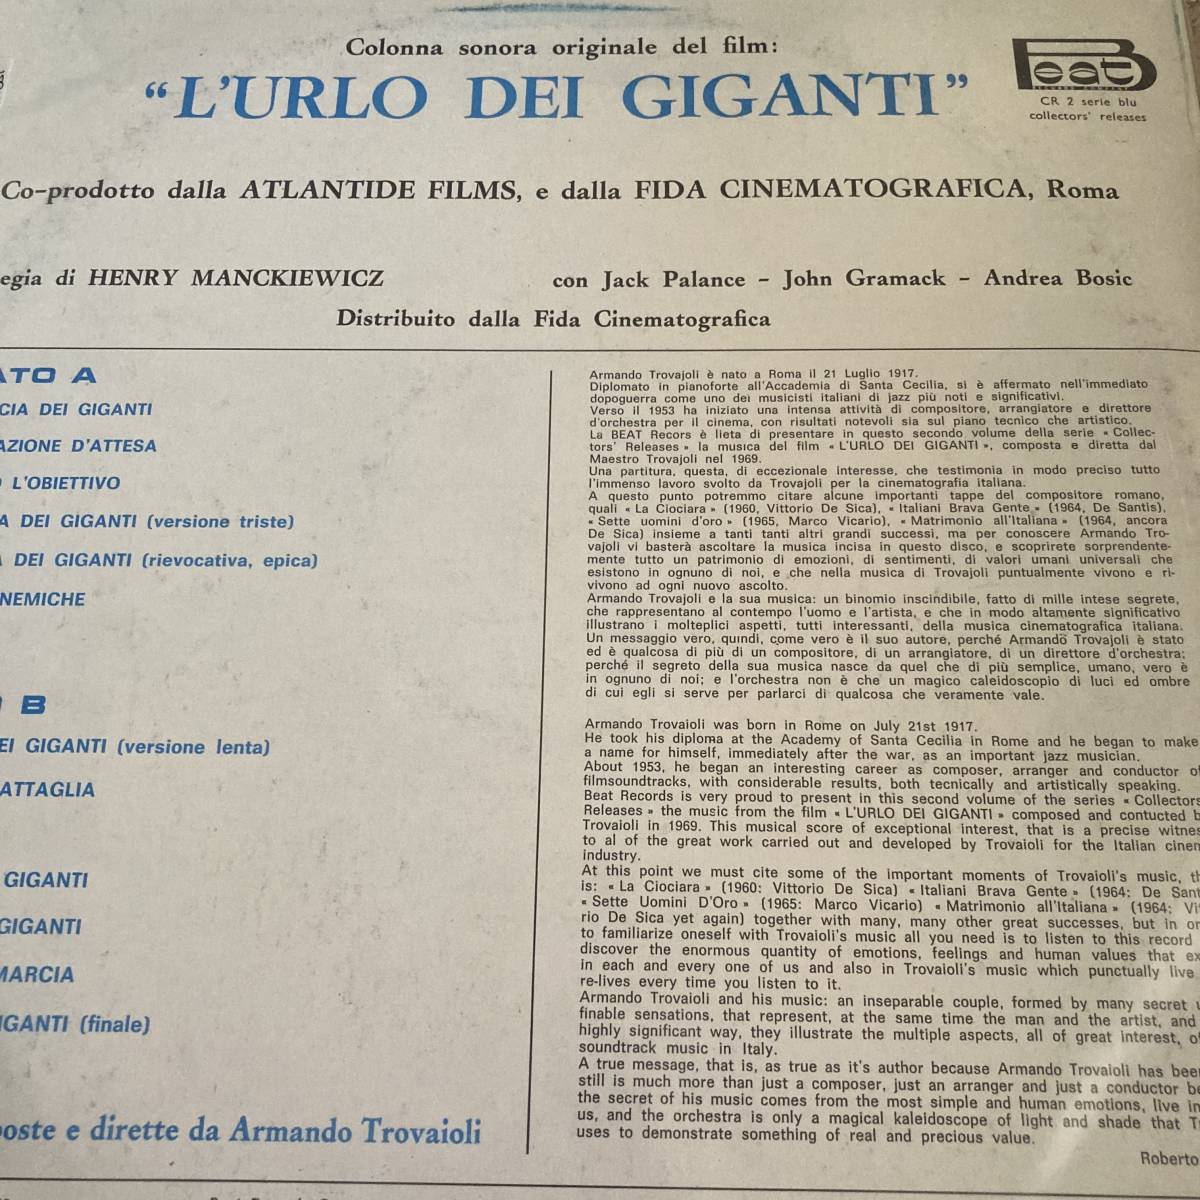 Colonna sonora originale del film:
“L'URLO DEI GIGANTI”
Beat
CR 2 serie blu
collectors' releases
Co-prodotto dalla ATLANTIDE FILMS, e dalla FIDA CINEMATOGRAFICA, Roma
egia di HENRY MANCKIEWICZ
con Jack Palance - John Gramack - Andrea Bosic
Distribuito dalla Fida Cinematografica
ATO A
CIA DEI GIGANTI
AZIONE D'ATTESA
L'OBIETTIVO
A DEI GIGANTI (versione triste)
DEI GIGANTI (rievocativa, epica)
NEMICHE
B
EI GIGANTI (versione lenta)
ATTAGLIA
GIGANTI
GIGANTI
MARCIA
IGANTI (finale)
poste e dirette da Armando Trovaioli
Armando Trovajoli è nato a Roma il 21 Luglio 1917.
Diplomato in pianoforte all'Accademia di Santa Cecilia, si è affermato nell'immediato
dopoguerra come uno dei musicisti italiani di jazz più noti e significativi.
Verso il 1953 ha iniziato una intensa attività di compositore, arrangiatore e direttore
d'orchestra per il cinema, con risultati notevoli sia sul piano tecnico che artistico.
La BEAT Recors è lieta di presentare in questo secondo volume della serie « Collec-
tors' Releases » la musica del film « L'URLO DEI GIGANTI », composta e diretta dal
Maestro Trovajoli nel 1969.
Una partitura, questa, di eccezionale interesse, che testimonia in modo preciso tutto
l'immenso lavoro svolto da Trovajoli per la cinematografia italiana.
A questo punto potremmo citare alcune importanti tappe del compositore romano,
quali « La Ciociara » (1960, Vittorio De Sica), « Italiani Brava Gente » (1964, De Santis),
« Sette uomini d'oro » (1965, Marco Vicario), « Matrimonio all'Italiana » (1964, ancora
De Sica) insieme a tanti tanti altri grandi successi, ma per conoscere Armando Tro-
vajoli vi basterà ascoltare la musica incisa in questo disco, e scoprirete sorprendente-
mente tutto un patrimonio di emozioni, di sentimenti, di valori umani universali che
esistono in ognuno di noi, e che nella musica di Trovajoli puntualmente vivono e ri-
vivono ad ogni nuovo ascolto.
Armando Trovajoli e la sua musica: un binomio inscindibile, fatto di mille intese segrete,
che rappresentano al contempo l'uomo e l'artista, e che in modo altamente significativo
illustrano i molteplici aspetti, tutti interessanti, della musica cinematografica italiana.
Un messaggio vero, quindi, come vero è il suo autore, perché Armando Trovajoli è stato
ed è qualcosa di più di un compositore, di un arrangiatore, di un direttore d'orchestra;
perché il segreto della sua musica nasce da quel che di più semplice, umano, vero è
in ognuno di noi; e l'orchestra non è che un magico caleidoscopio di luci ed ombre
di cui egli si serve per parlarci di qualcosa che veramente vale.
Armando Trovaioli was born in Rome on July 21st 1917.
He took his diploma at the Academy of Santa Cecilia in Rome and he began to make
a name for himself, immediately after the war, as an important jazz musician.
About 1953, he began an interesting career as composer, arranger and conductor of
filmsoundtracks, with considerable results, both tecnically and artistically speaking.
Beat Records is very proud to present in this second volume of the series « Collectors
Releases » the music from the film « L'URLO DEI GIGANTI » composed and contucted b
Trovaioli in 1969. This musical score of exceptional interest, that is a precise witnes
to al of the great work carried out and developed by Trovaioli for the Italian cinem
industry.
At this point we must cite some of the important moments of Trovaioli's music, th
is: « La Ciociara » (1960: Vittorio De Sica) « Italiani Brava Gente » (1964: De Sant
« Sette Uomini D'Oro » (1965: Marco Vicario) « Matrimonio all'Italiana » (1964: Vi
rio De Sica yet again) together with many, many other great successes, but in or
to familiarize oneself with Trovaioli's music all you need is to listen to this record
discover the enormous quantity of emotions, feelings and human values that ex
in each and every one of us and also in Trovaioli's music which punctually live
re-lives every time you listen to it.
Armando Trovaioli and his music: an inseparable couple, formed by many secret u
finable sensations, that represent, at the same time the man and the artist, and
highly significant way, they illustrate the multiple aspects, all of great interest, o
soundtrack music in Italy.
A true message, that is, as true as it's author because Armando Trovaioli has been
still is much more than just a composer, just an arranger and just a conductor be
the secret of his music comes from the most simple and human emotions, live in
us, and the orchestra is only a magical kaleidoscope of light and shade that T
uses to demonstrate something of real and precious value.
Roberto